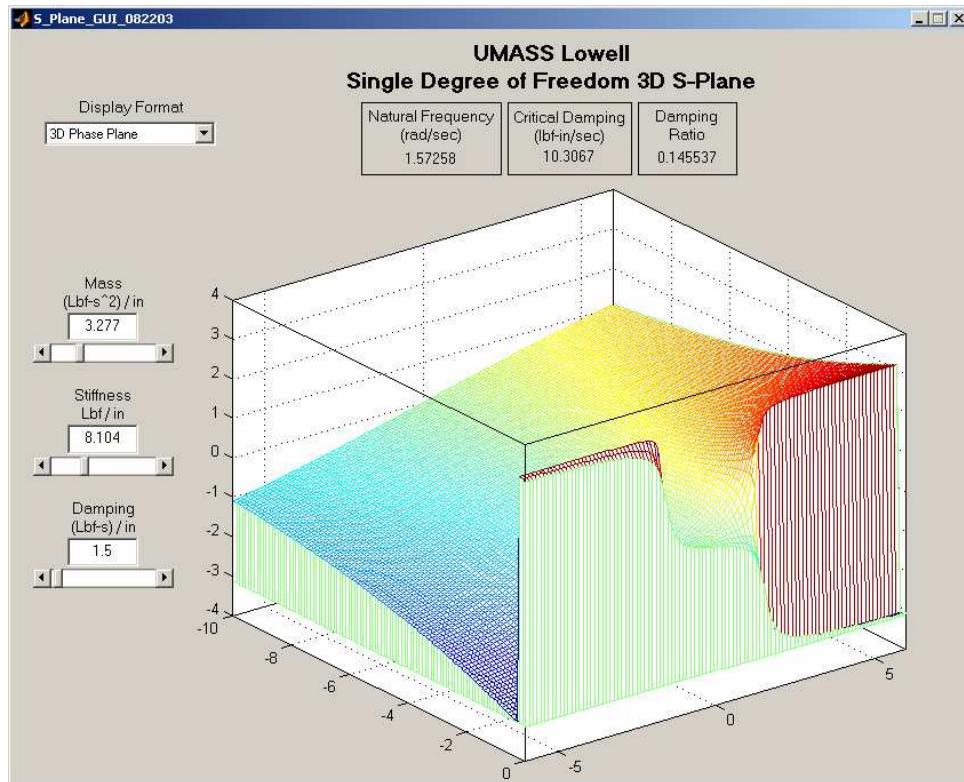 S_Plane_GUI_082203
UMASS Lowell
Single Degree of Freedom 3D S-Plane
Display Format
3D Phase Plane
Natural Frequency
(rad/sec)
1.57258
Critical Damping
(lbf-in/sec)
10.3067
Damping
Ratio
0.145537
Mass
(Lbf-s^2) / in
3.277
Stiffness
Lbf / in
8.104
Damping
(Lbf-s) / in
1.5
4
3
2
1
0
-1
-2
-3
-4
-10
-8
-6
-4
-2
0
-5
0
5